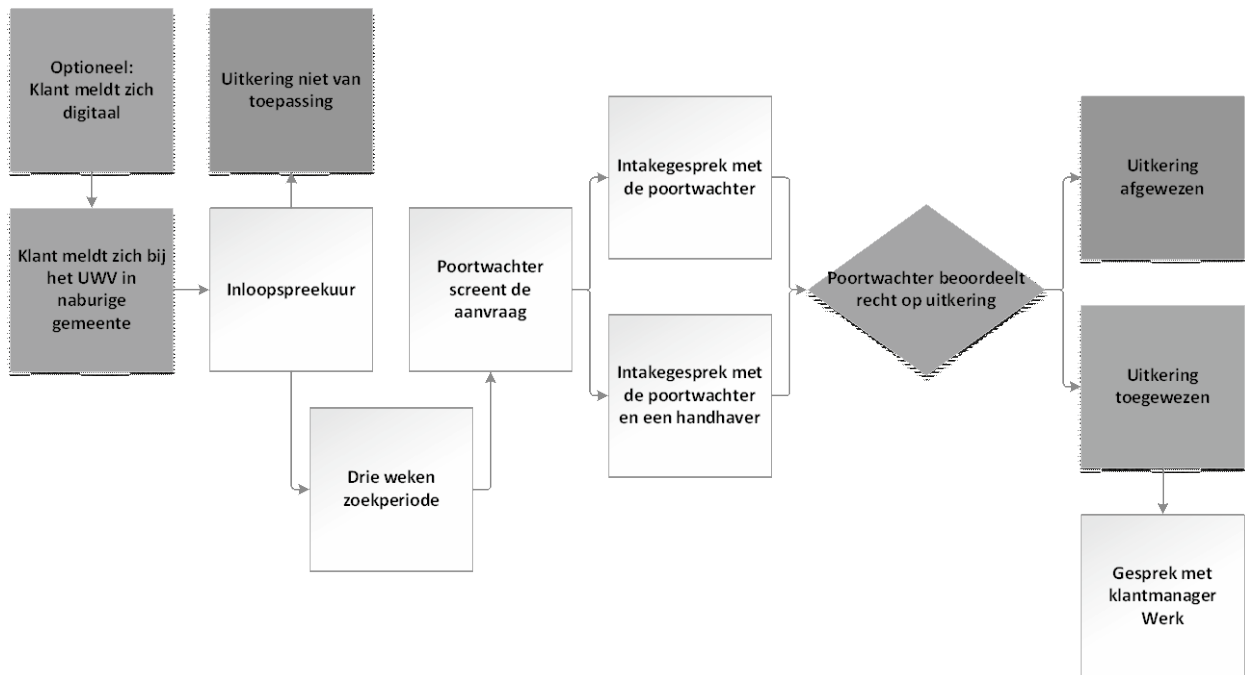 Optioneel:
Klant meldt zich
digitaal
Uitkering niet van
toepassing
Klant meldt zich bij
het UWV in
naburige
gemeente
Inloopspreekuur
Drie weken
zoekperiode
Poortwachter
screent de
aanvraag
Intakegesprek met
de poortwachter
Intakegesprek met
de poortwachter
en een handhaver
Poortwachter beoordeelt
recht op uitkering
Uitkering
afgewezen
Uitkering
toegewezen
Gesprek met
klantmanager
Werk